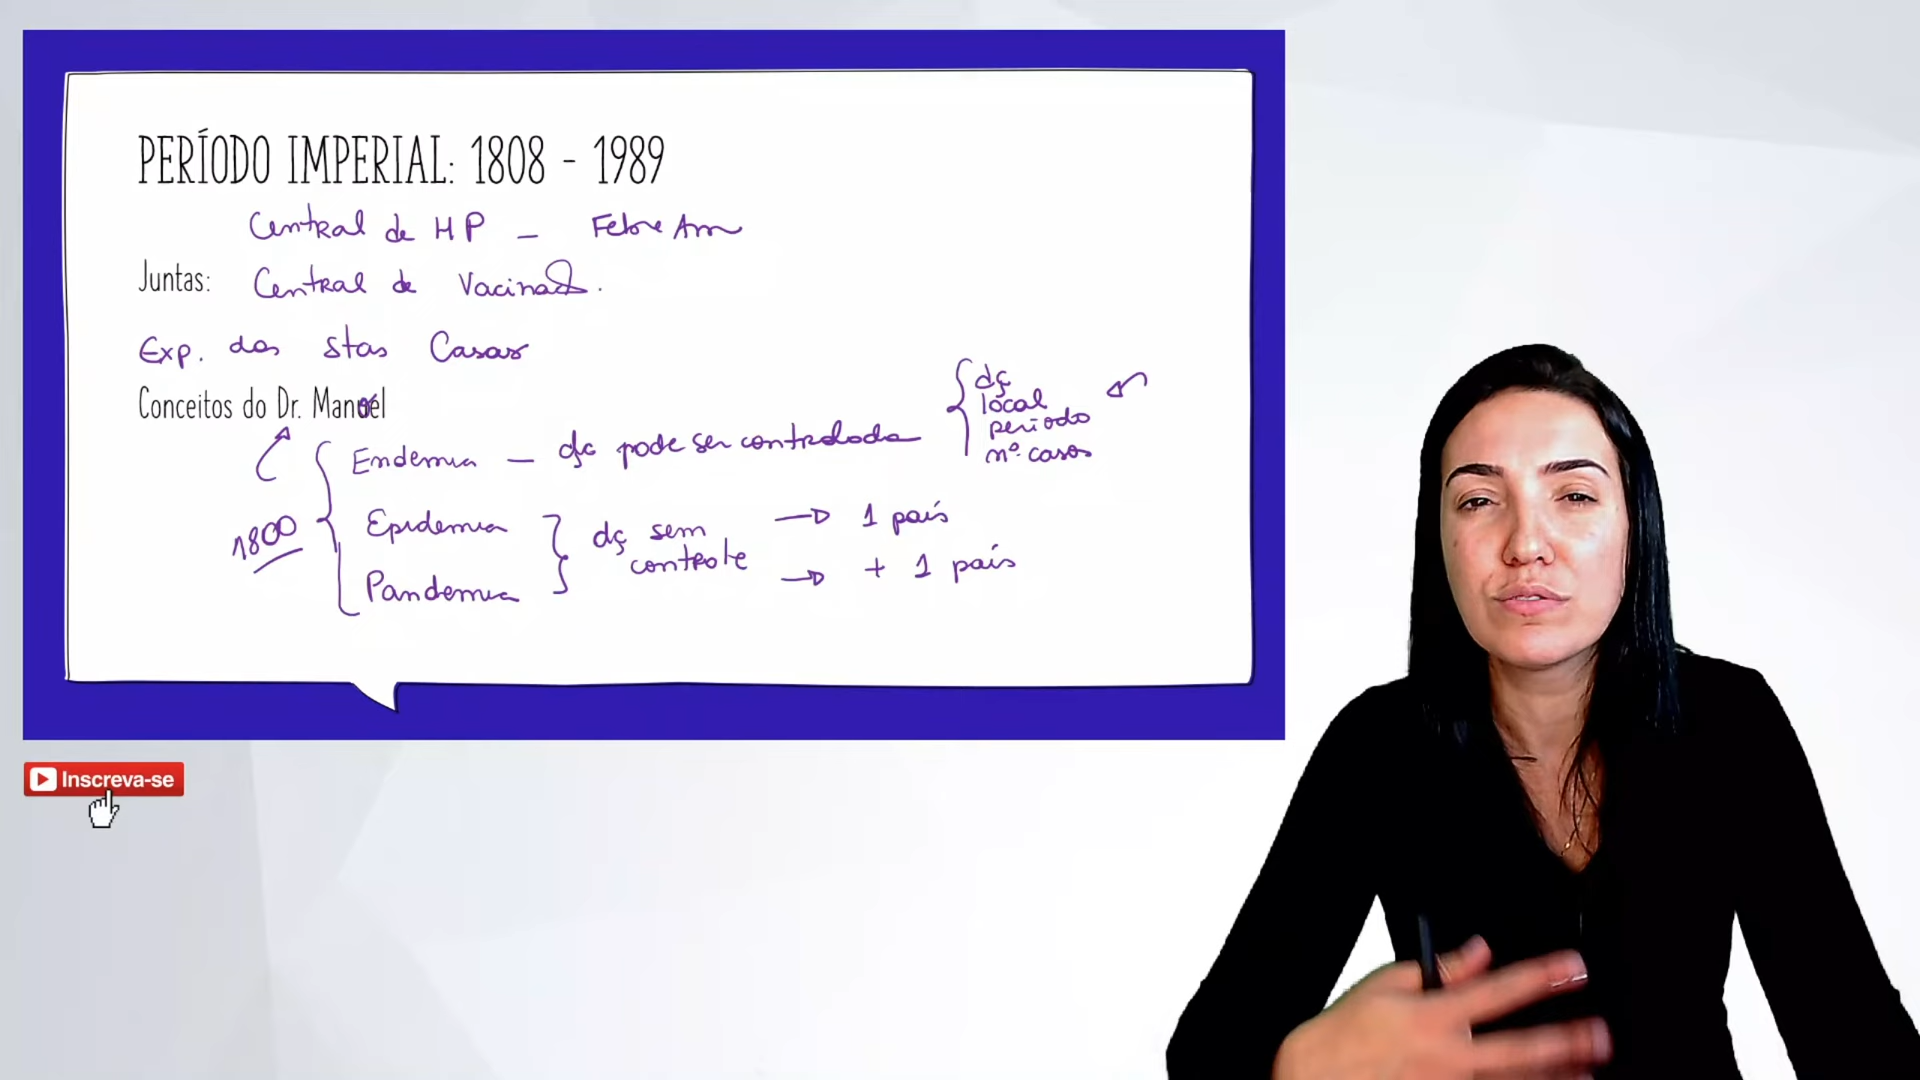 PERÍODO IMPERIAL: 1808 - 1989
Central de HP - Febre Am
Juntas: Central de Vacinação.
Exp. das Stas Casas
Conceitos do Dr. Manoel
1800
Endemia - dç pode ser controlada
dç
local
período
nº casos
Epidemia
Pandemia
dç sem
controle
→ 1 país
→ + 1 país
Inscreva-se